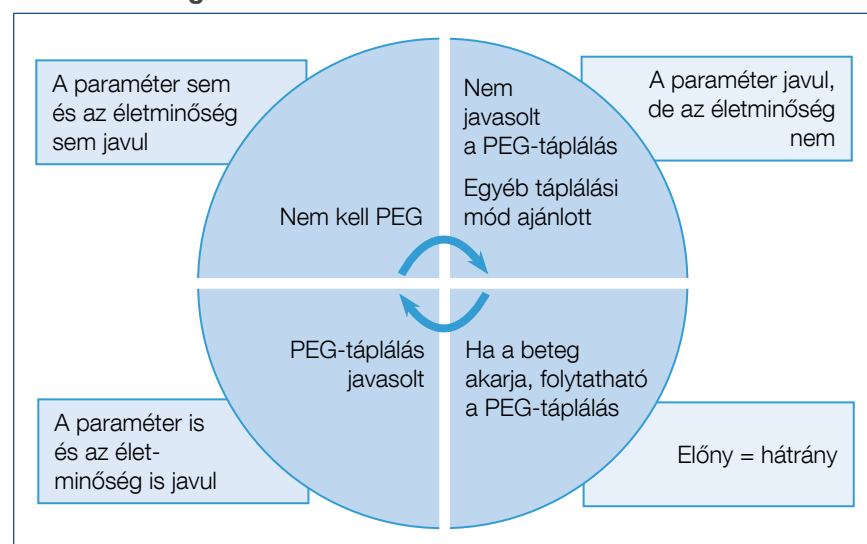 A paraméter sem
és az életminőség
sem javul
Nem kell PEG
Nem
javasolt
a PEG-táplálás
Egyéb táplálási
mód ajánlott
A paraméter javul,
de az életminőség
nem
PEG-táplálás
javasolt
A paraméter is
és az élet-
minőség is javul
Ha a beteg
akarja, folytatható
a PEG-táplálás
Előny = hátrány